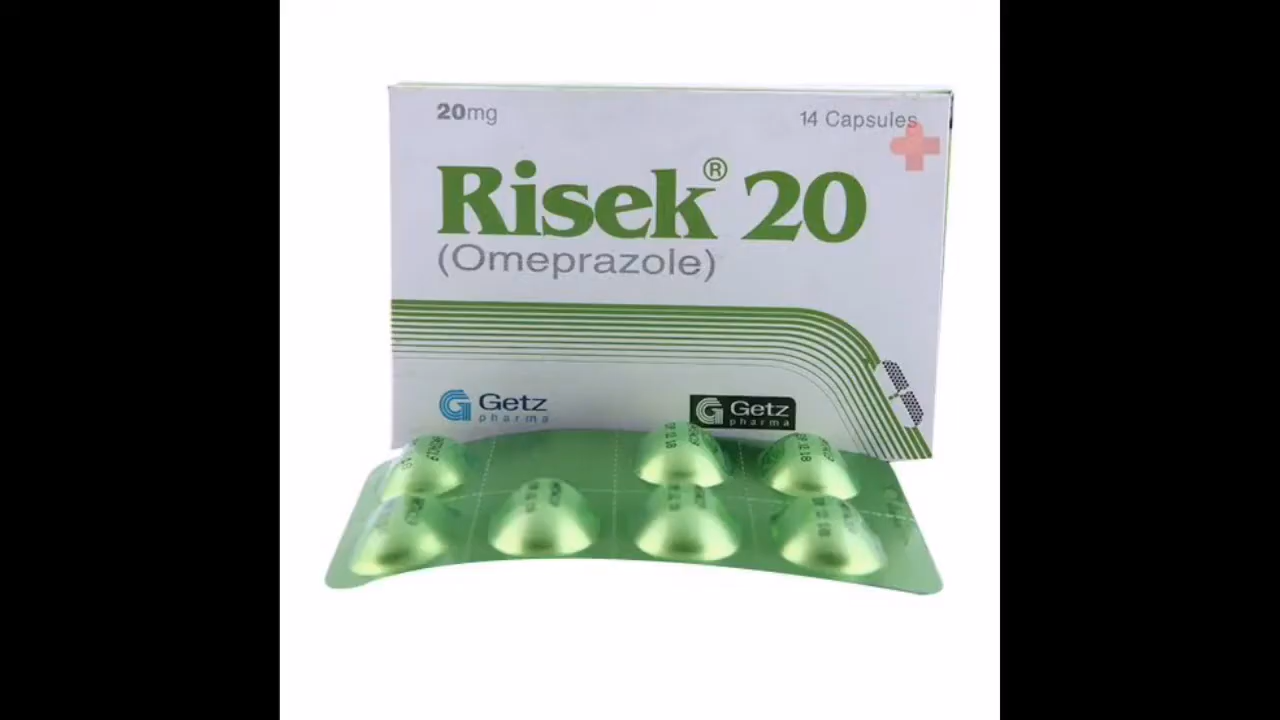 20mg
14 Capsules
Risek® 20
(Omeprazole)
Getz
pharma
Getz
pharma